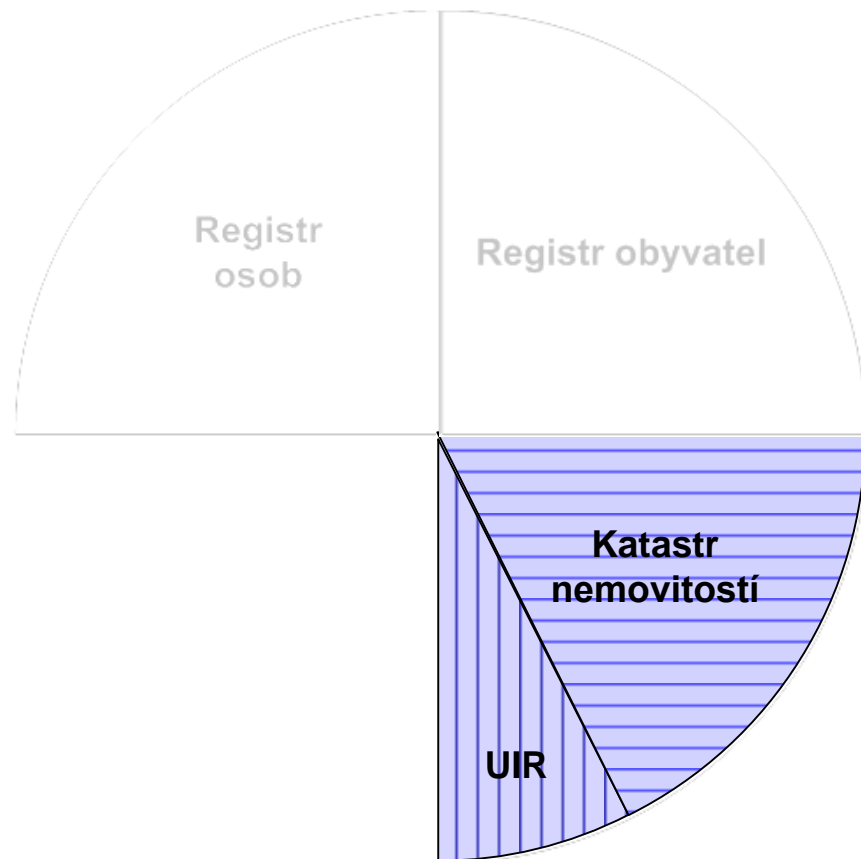 Registr
osob
Registr obyvatel
Katastr
nemovitostí
UIR